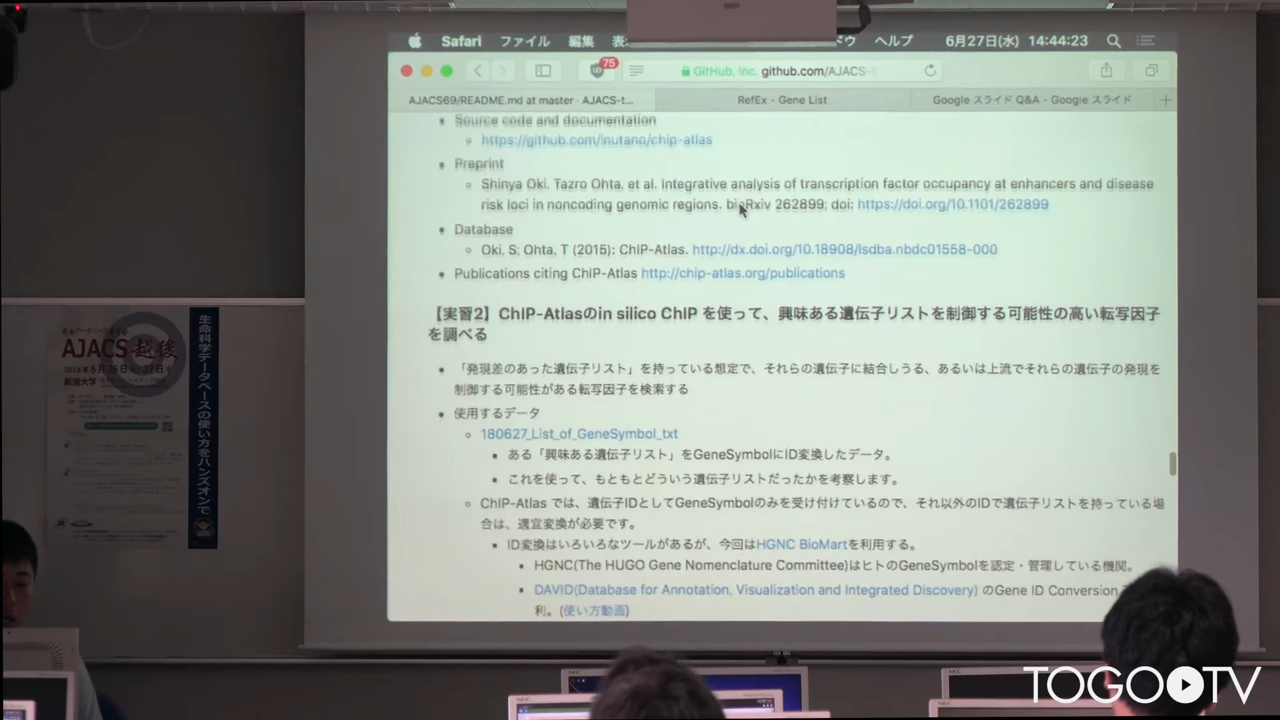 Safari ファイル 編集 表 ドウ ヘルプ 6月27日(水) 14:44:23
75 GitHub, Inc. github.com/AJACS-
AJACS69/README.md at master · AJACS-t... RefEx - Gene List Google スライド Q&A - Google スライド +
Source code and documentation
https://github.com/inutano/chip-atlas
Preprint
Shinya Oki, Tazro Ohta, et al. Integrative analysis of transcription factor occupancy at enhancers and disease
risk loci in noncoding genomic regions. bioRxiv 262899; doi: https://doi.org/10.1101/262899
Database
Oki, S; Ohta, T (2015): ChIP-Atlas. http://dx.doi.org/10.18908/lsdba.nbdc01558-000
Publications citing ChIP-Atlas http://chip-atlas.org/publications
【実習2】ChIP-Atlasのin silico ChIP を使って、興味ある遺伝子リストを制御する可能性の高い転写因子
を調べる
「発現差のあった遺伝子リスト」を持っている想定で、それらの遺伝子に結合しうる、あるいは上流でそれらの遺伝子の発現を
制御する可能性がある転写因子を検索する
使用するデータ
180627_List_of_GeneSymbol_txt
ある「興味ある遺伝子リスト」をGeneSymbolにID変換したデータ。
これを使って、もともとどういう遺伝子リストだったかを考察します。
ChIP-Atlas では、遺伝子IDとしてGeneSymbolのみを受け付けているので、それ以外のIDで遺伝子リストを持っている場
合は、適宜変換が必要です。
ID変換はいろいろなツールがあるが、今回はHGNC BioMartを利用する。
HGNC(The HUGO Gene Nomenclature Committee)はヒトのGeneSymbolを認定・管理している機関。
DAVID(Database for Annotation, Visualization and Integrated Discovery) のGene ID Conversion
利。(使い方動画)
AJACS 越後
生命科学データベースの使い方をハンズオンで
NEC
NEC
NEC
NEC
TOGO TV